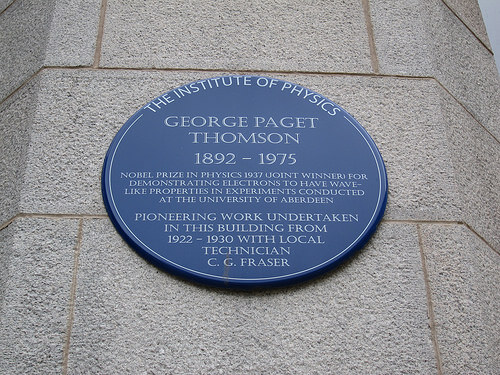 THE INSTITUTE OF PHYSICS
GEORGE PAGET
THOMSON
1892 – 1975
NOBEL PRIZE IN PHYSICS 1937 (JOINT WINNER) FOR
DEMONSTRATING ELECTRONS TO HAVE WAVE-
LIKE PROPERTIES IN EXPERIMENTS CONDUCTED
AT THE UNIVERSITY OF ABERDEEN
PIONEERING WORK UNDERTAKEN
IN THIS BUILDING FROM
1922 – 1930 WITH LOCAL
TECHNICIAN
C. G. FRASER